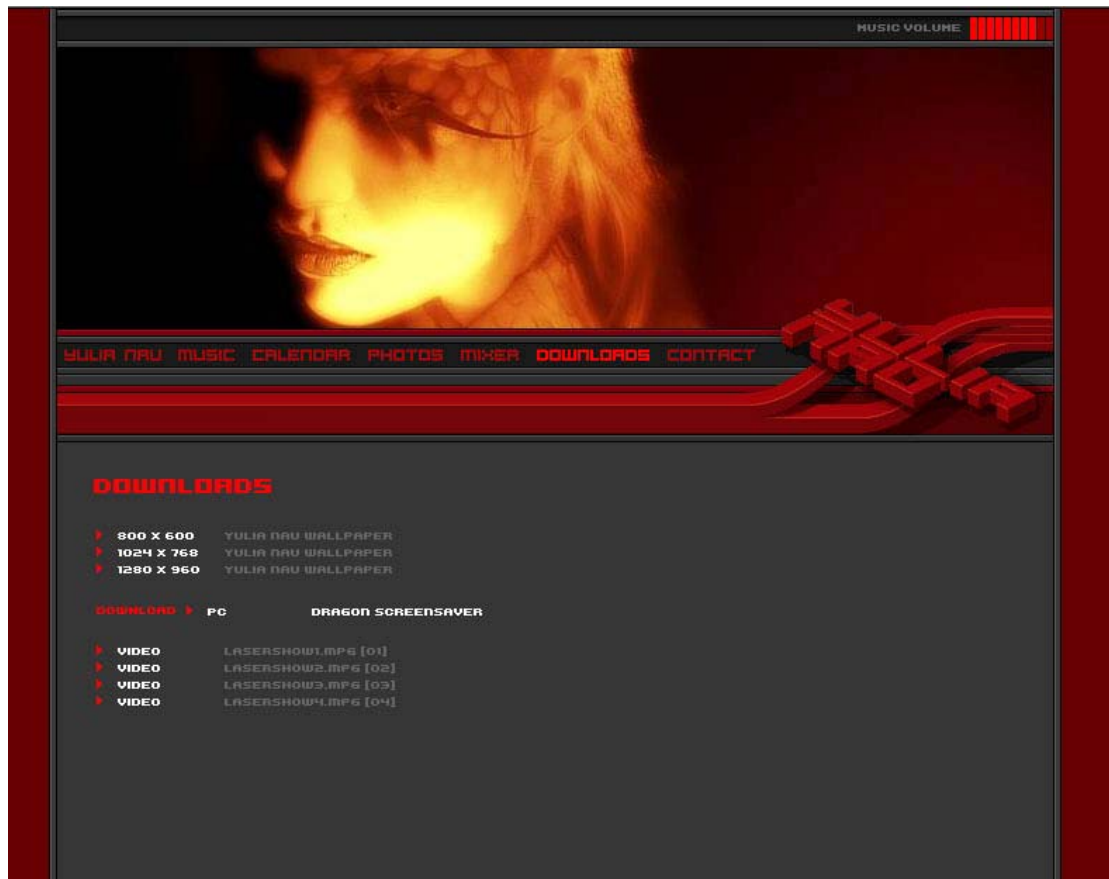 MUSIC VOLUME
YULIA NAU MUSIC CALENDAR PHOTOS MIXER DOWNLOADS CONTACT
YULIA
NAU
DOWNLOADS
800 X 600 YULIA NAU WALLPAPER
1024 X 768 YULIA NAU WALLPAPER
1280 X 960 YULIA NAU WALLPAPER
DOWNLOAD PC DRAGON SCREENSAVER
VIDEO LASERSHOW1.MPG [01]
VIDEO LASERSHOW2.MPG [02]
VIDEO LASERSHOW3.MPG [03]
VIDEO LASERSHOW4.MPG [04]